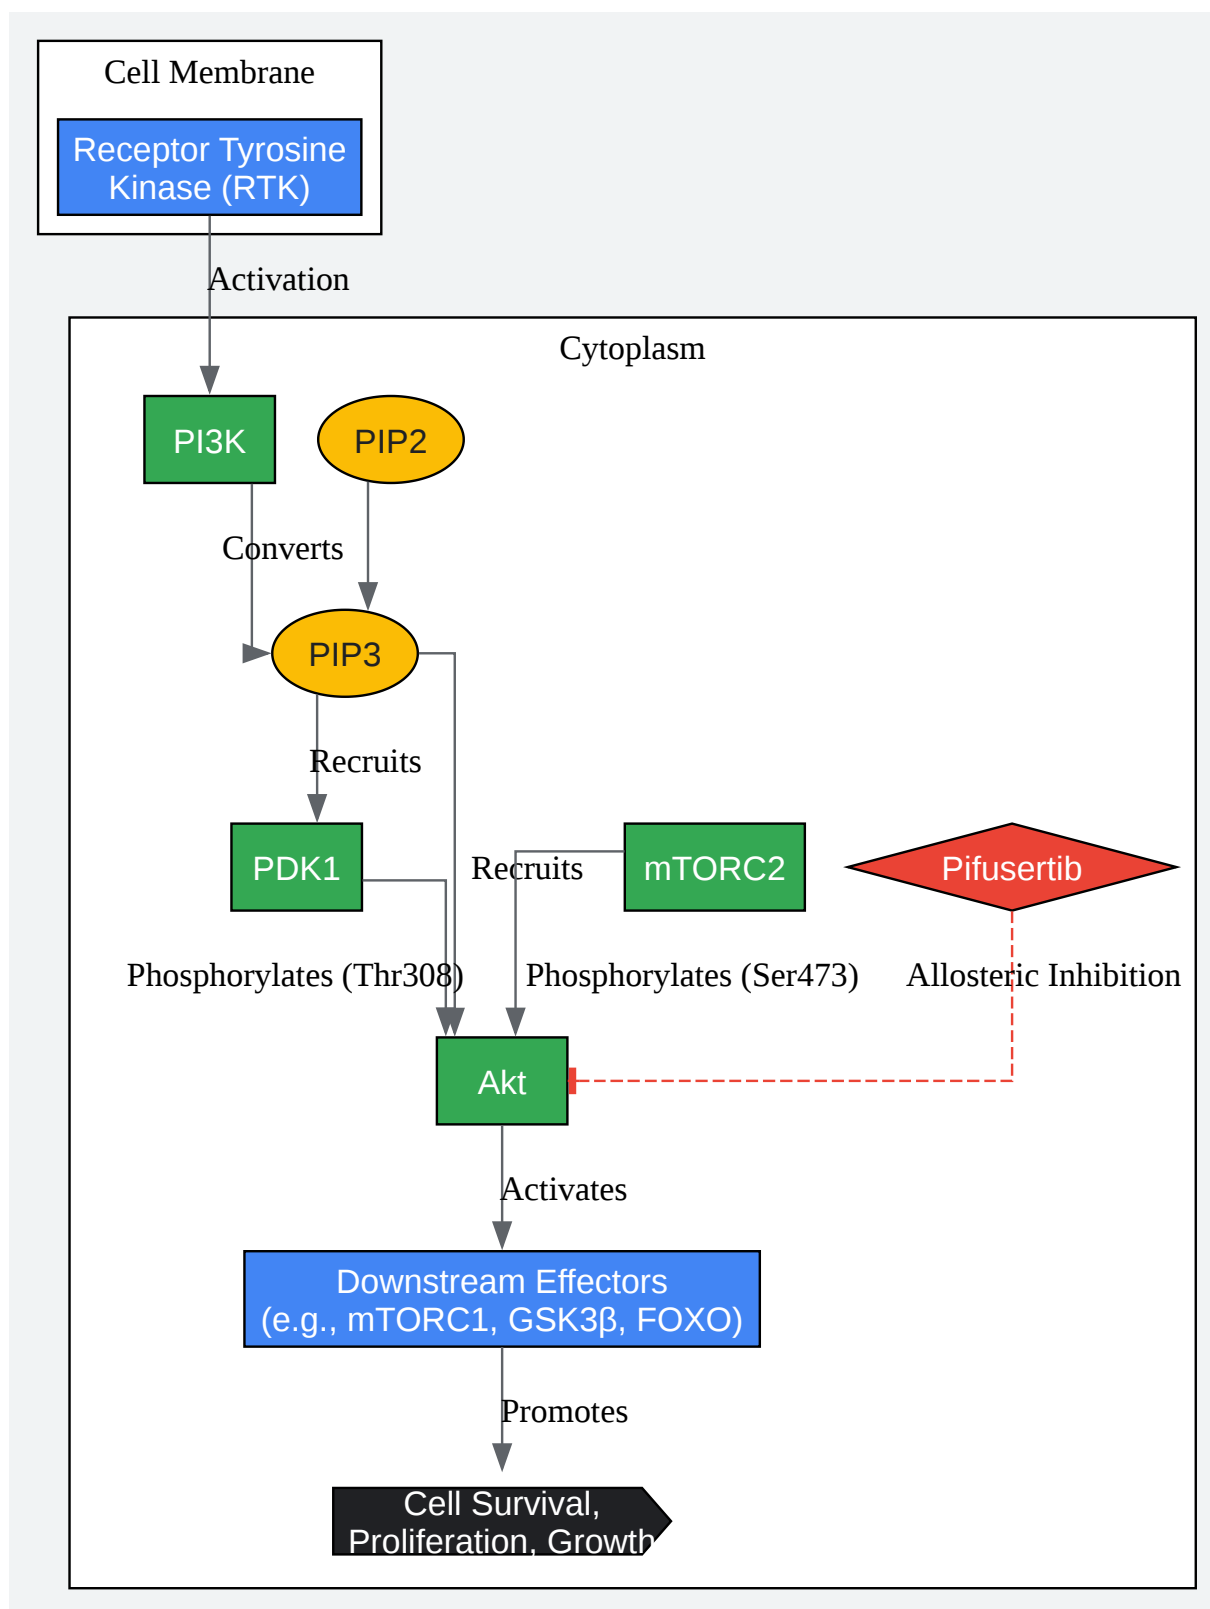 Cell Membrane
Receptor Tyrosine
Kinase (RTK)
Activation
Cytoplasm
PI3K
PIP2
Converts
PIP3
Recruits
PDK1
Recruits
mTORC2
Pifusertib
Phosphorylates (Thr308)
Phosphorylates (Ser473)
Allosteric Inhibition
Akt
Activates
Downstream Effectors
(e.g., mTORC1, GSK3β, FOXO)
Promotes
Cell Survival,
Proliferation, Growth